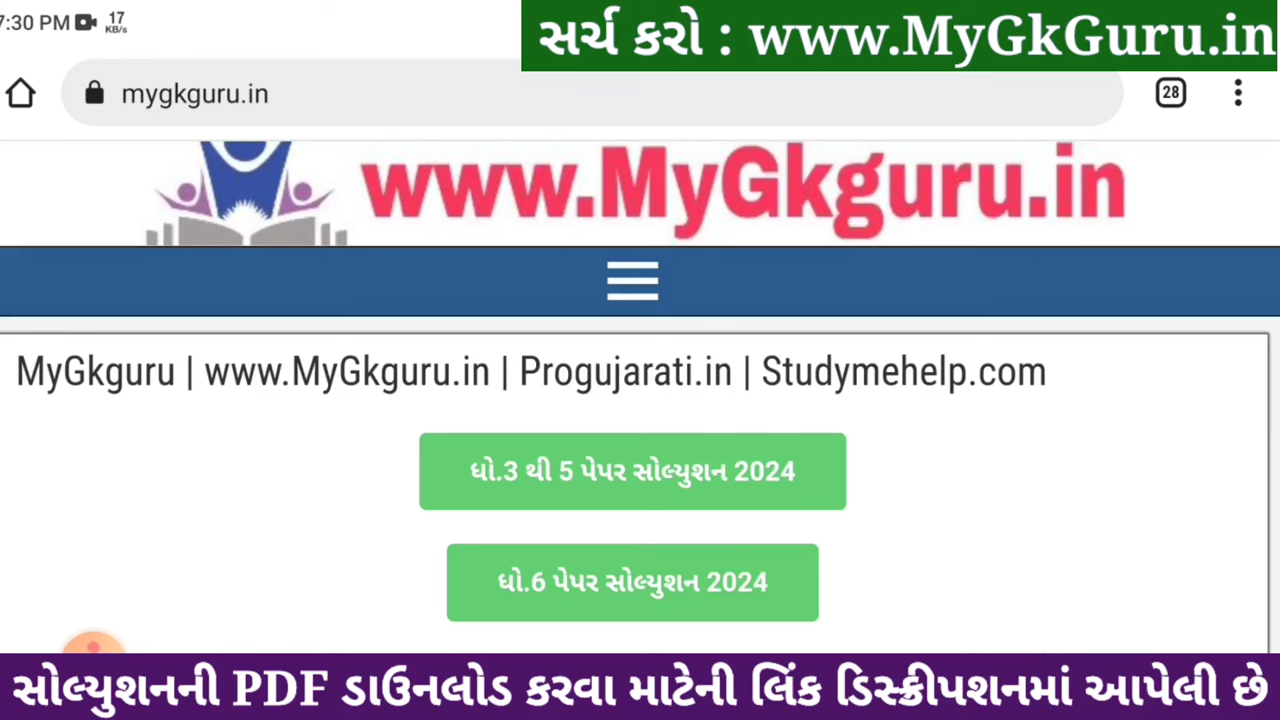 7:30 PM 17 KB/s
સર્ચ કરો : www.MyGkGuru.in
mygkguru.in 28
www.MyGkguru.in
MyGkguru | www.MyGkguru.in | Progujarati.in | Studymehelp.com
ધો.3 થી 5 પેપર સોલ્યુશન 2024
ધો.6 પેપર સોલ્યુશન 2024
સોલ્યુશનની PDF ડાઉનલોડ કરવા માટેની લિંક ડિસ્ક્રીપશનમાં આપેલી છે